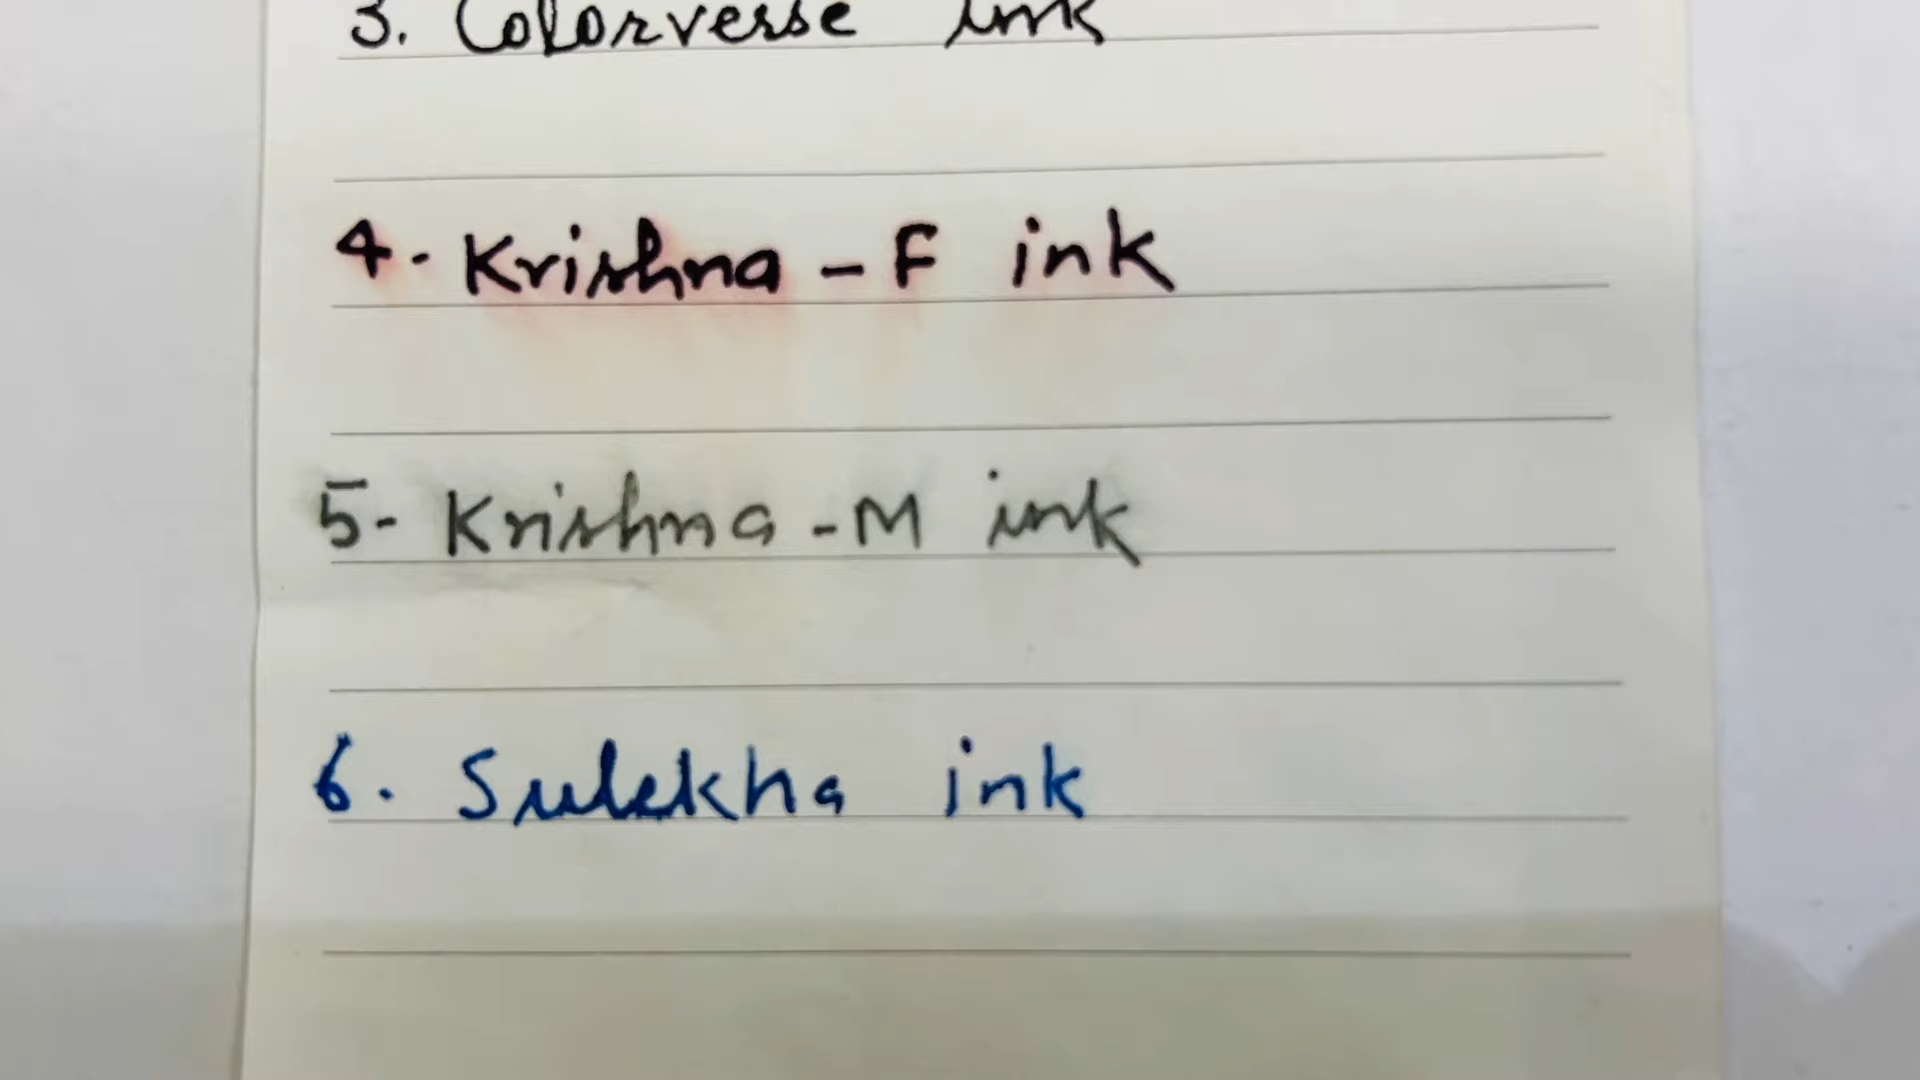 3. Colorverse ink
4. Krishna - F ink
5- Krishna - M ink
6. Sulekha ink